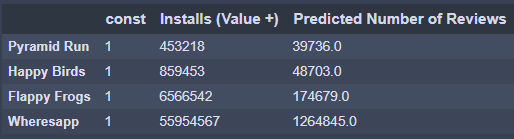 const Installs (Value +) Predicted Number of Reviews
Pyramid Run 1 453218 39736.0
Happy Birds 1 859453 48703.0
Flappy Frogs 1 6566542 174679.0
Wheresapp 1 55954567 1264845.0